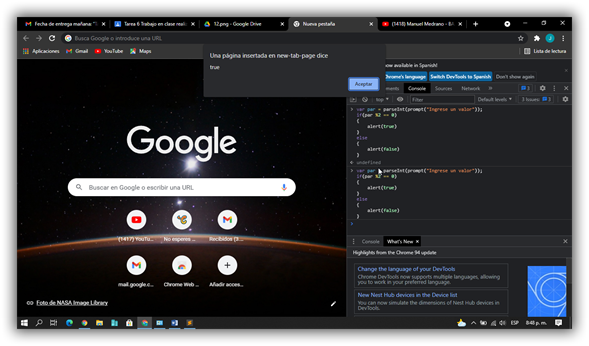 Fecha de entrega mañana: "
Tarea 6 Trabajo en clase reali
12.png - Google Drive
Nueva pestaña
(1418) Manuel Medrano -
Busca Google o introduce una URL
Aplicaciones
Gmail
YouTube
Maps
Lista de lectura
Una página insertada en new-tab-page dice
true
Aceptar
now available in Spanish!
Chrome's language
Switch DevTools to Spanish
Don't show again
ements
Console
Sources
Network
1
top
Filter
Default levels
3 Issues:
3
var par = parseInt(prompt("Ingrese un valor"));
if(par %2 == 0)
{
alert(true)
}
else
{
alert(false)
}
undefined
var par = parseInt(prompt("Ingrese un valor"));
if(par %2 == 0)
{
alert(true)
}
else
{
alert(false)
}
Google
Buscar en Google o escribir una URL
(1417) YouTu...
No esperes ...
Recibidos (3...
mail.google.c...
Chrome Web ...
Añadir acces...
Foto de NASA Image Library
Console
What's New
Highlights from the Chrome 94 update
Change the language of your DevTools
Chrome DevTools now supports multiple languages, allowing
you to work in your preferred language.
New Nest Hub devices in the Device list
You can now simulate the dimensions of Nest Hub devices in
DevTools.
ESP
8:48 p. m.